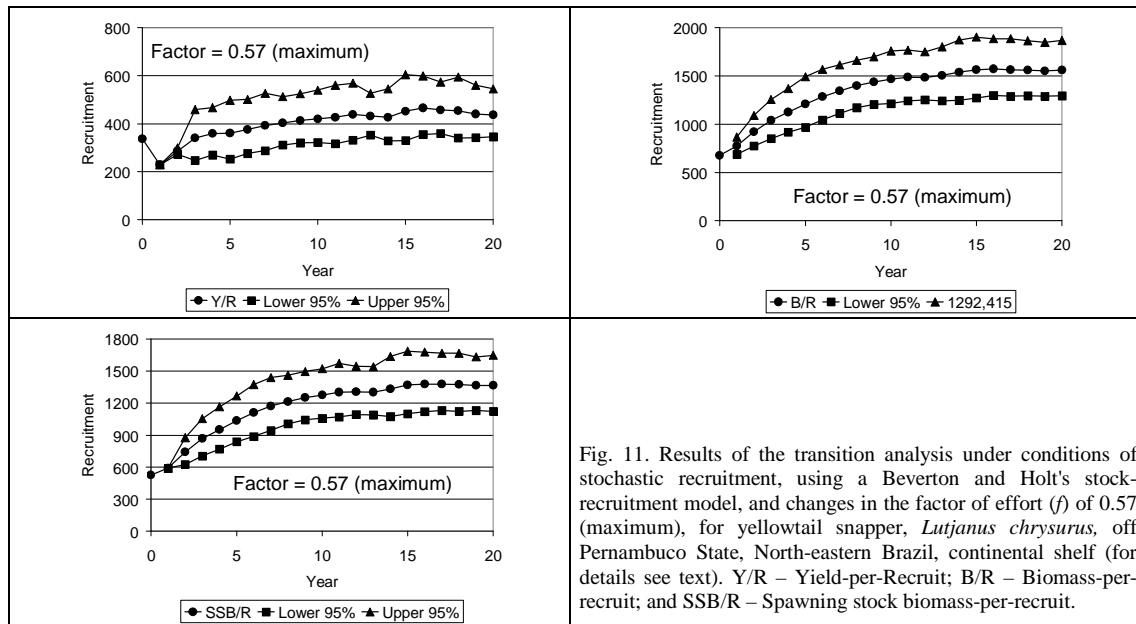 800
600
400
200
0
Recruitment
Factor = 0.57 (maximum)
0 5 10 15 20
Year
Y/R Lower 95% Upper 95%
2000
1500
1000
500
0
Recruitment
Factor = 0.57 (maximum)
0 5 10 15 20
Year
B/R Lower 95% 1292,415
1800
1500
1200
900
600
300
0
Recruitment
Factor = 0.57 (maximum)
0 5 10 15 20
Year
SSB/R Lower 95% Upper 95%
Fig. 11. Results of the transition analysis under conditions of
stochastic recruitment, using a Beverton and Holt's stock-
recruitment model, and changes in the factor of effort (f) of 0.57
(maximum), for yellowtail snapper, Lutjanus chrysurus, off
Pernambuco State, North-eastern Brazil, continental shelf (for
details see text). Y/R – Yield-per-Recruit; B/R – Biomass-per-
recruit; and SSB/R – Spawning stock biomass-per-recruit.